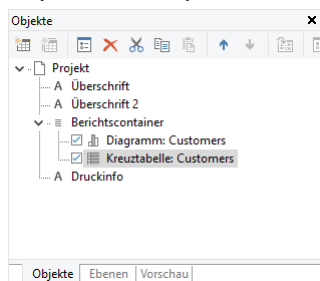 Objekte
Projekt
A Überschrift
A Überschrift 2
Berichtscontainer
Diagramm: Customers
Kreuztabelle: Customers
A Druckinfo
Objekte Ebenen Vorschau